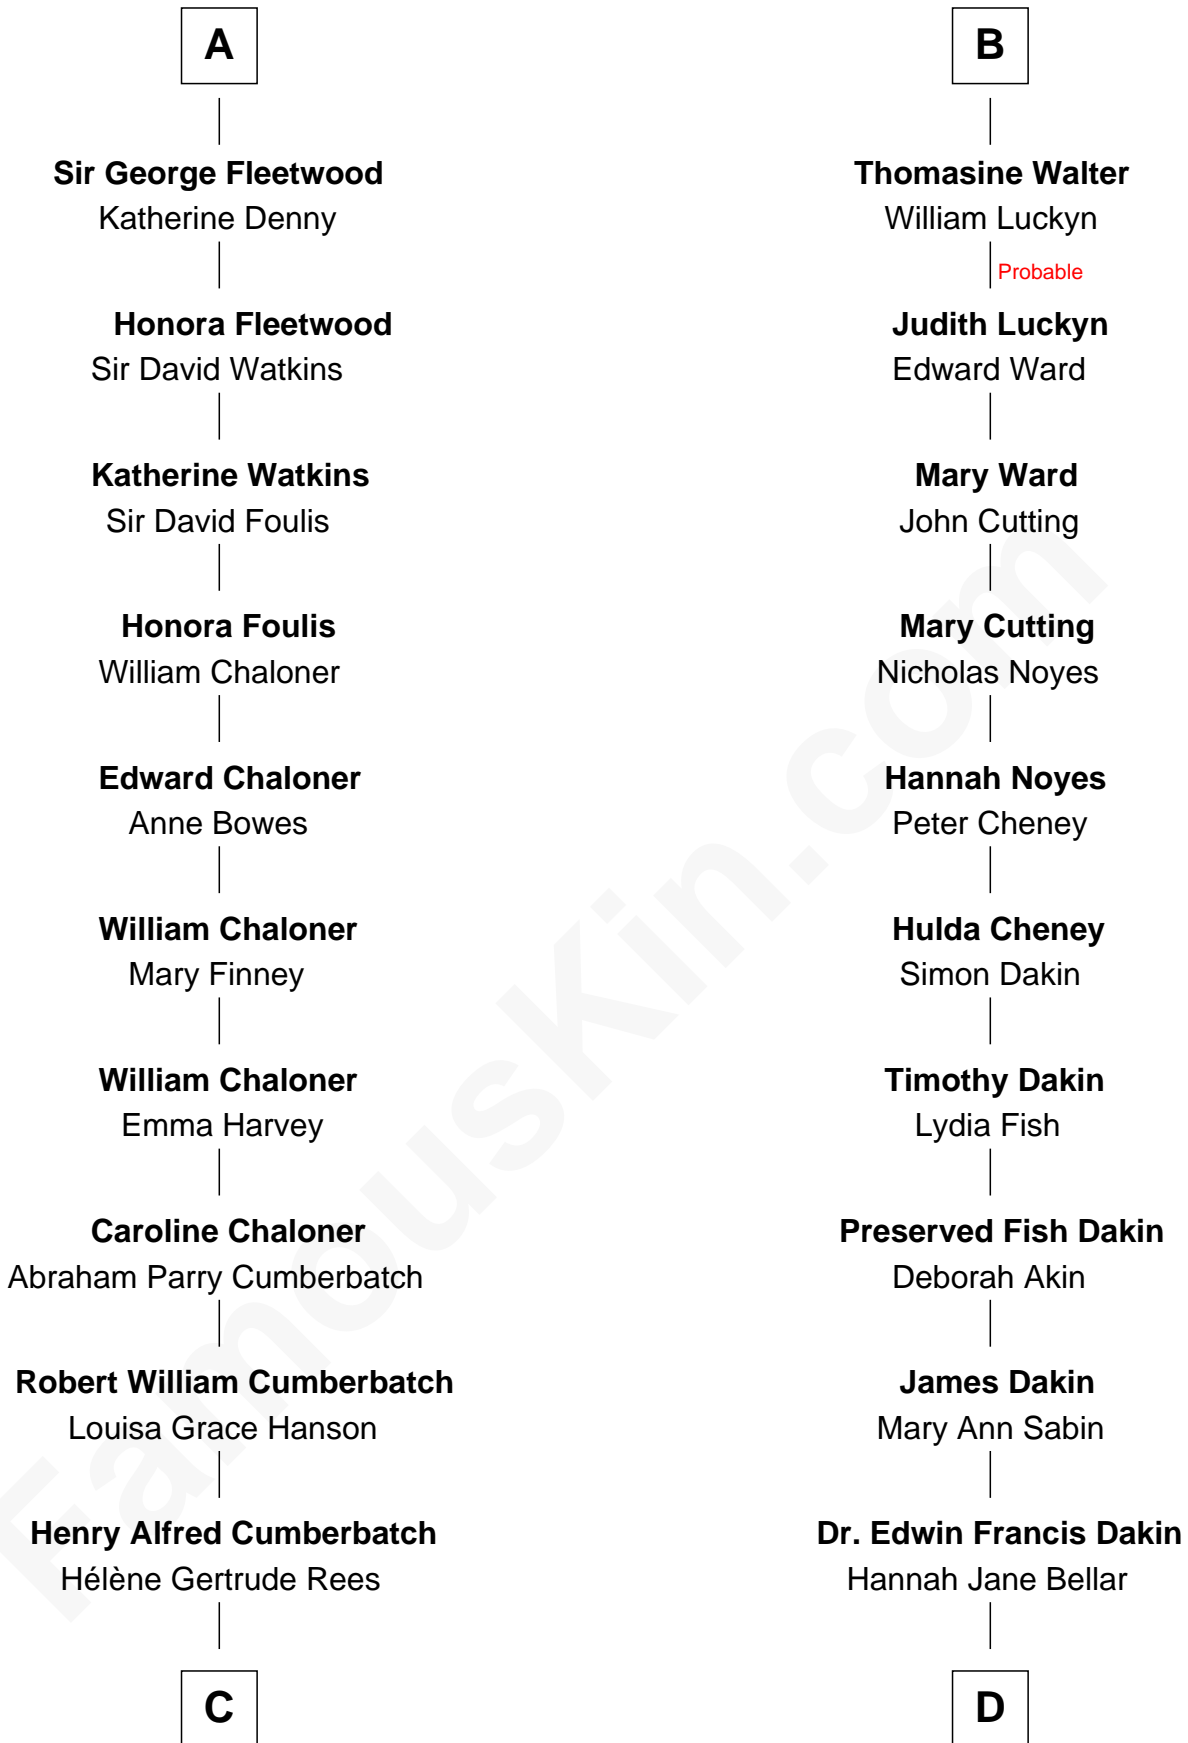 A
Sir George Fleetwood
Katherine Denny
Honora Fleetwood
Sir David Watkins
Katherine Watkins
Sir David Foulis
Honora Foulis
William Chaloner
Edward Chaloner
Anne Bowes
William Chaloner
Mary Finney
William Chaloner
Emma Harvey
Caroline Chaloner
Abraham Parry Cumberbatch
Robert William Cumberbatch
Louisa Grace Hanson
Henry Alfred Cumberbatch
Hélène Gertrude Rees
C
B
Thomasine Walter
William Luckyn
Probable
Judith Luckyn
Edward Ward
Mary Ward
John Cutting
Mary Cutting
Nicholas Noyes
Hannah Noyes
Peter Cheney
Hulda Cheney
Simon Dakin
Timothy Dakin
Lydia Fish
Preserved Fish Dakin
Deborah Akin
James Dakin
Mary Ann Sabin
Dr. Edwin Francis Dakin
Hannah Jane Bellar
D
FamousKin.com